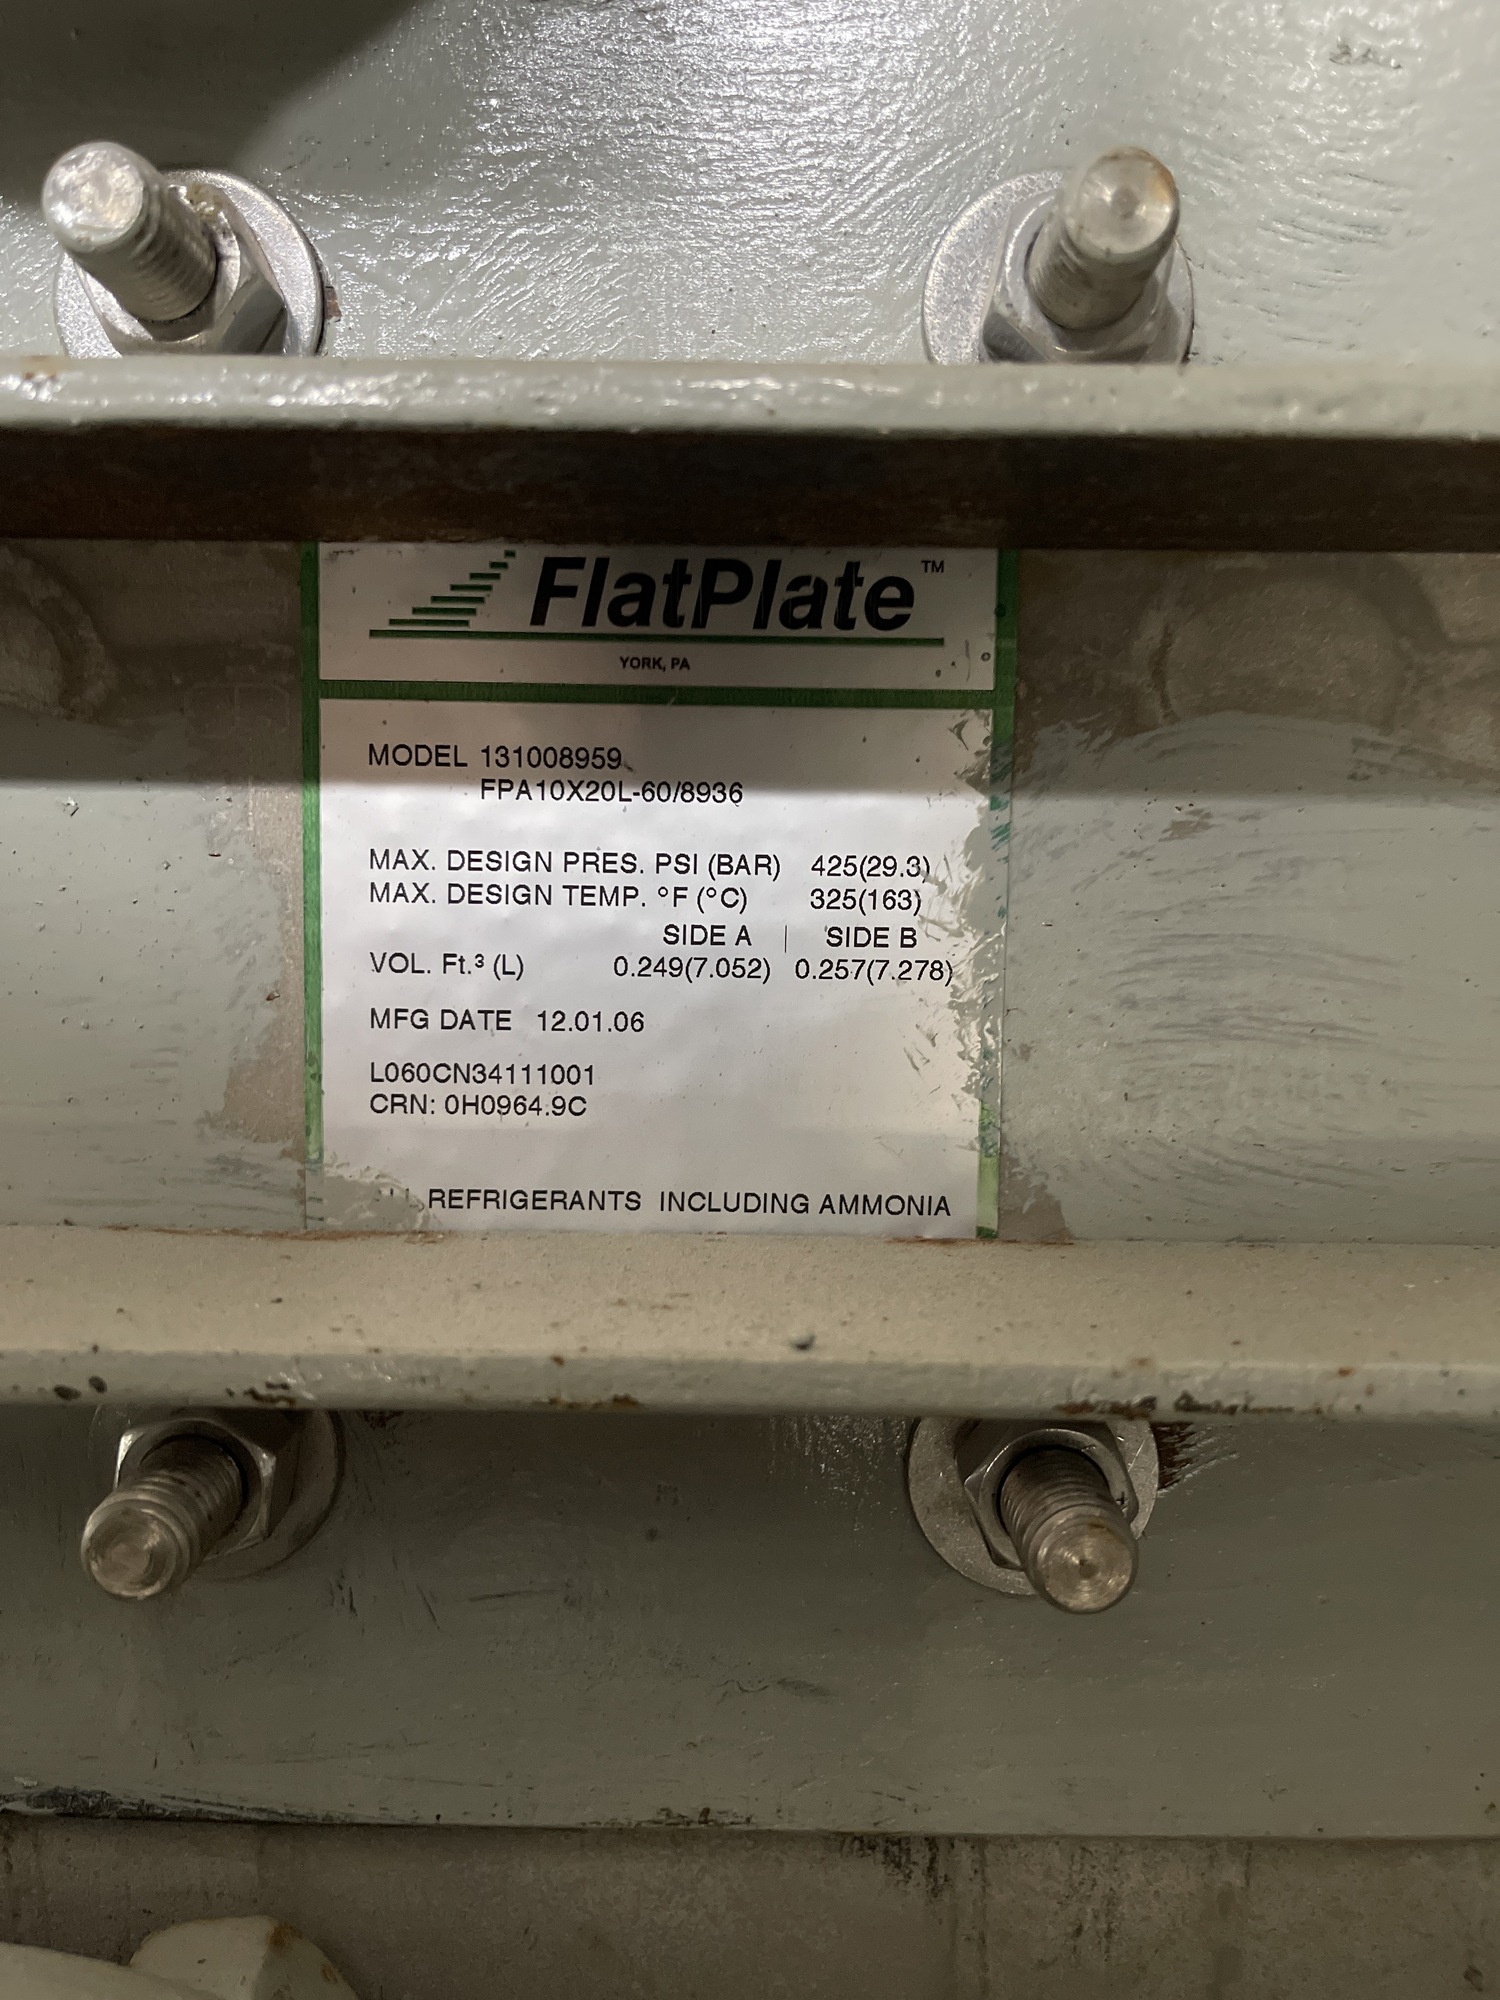 FlatPlate™
YORK, PA
MODEL 131008959
FPA10X20L-60/8936
MAX. DESIGN PRES. PSI (BAR) 425(29.3)
MAX. DESIGN TEMP. °F (°C) 325(163)
SIDE A | SIDE B
VOL. Ft.³ (L) 0.249(7.052) 0.257(7.278)
MFG DATE 12.01.06
L060CN34111001
CRN: 0H0964.9C
REFRIGERANTS INCLUDING AMMONIA